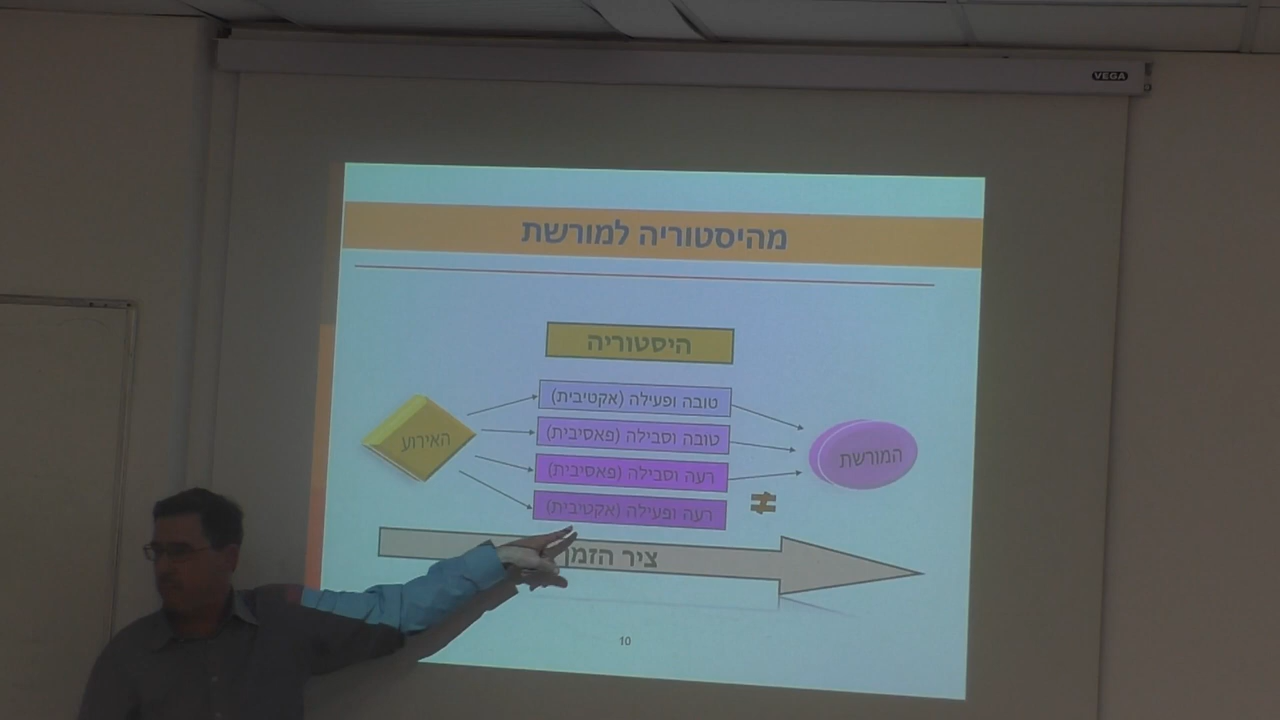 VEGA
מהיסטוריה למורשת
היסטוריה
טובה ופעילה (אקטיבית)
טובה וסבילה (פאסיבית)
רעה וסבילה (פאסיבית)
רעה ופעילה (אקטיבית)
האירוע
המורשת
≠
ציר הזמן
10